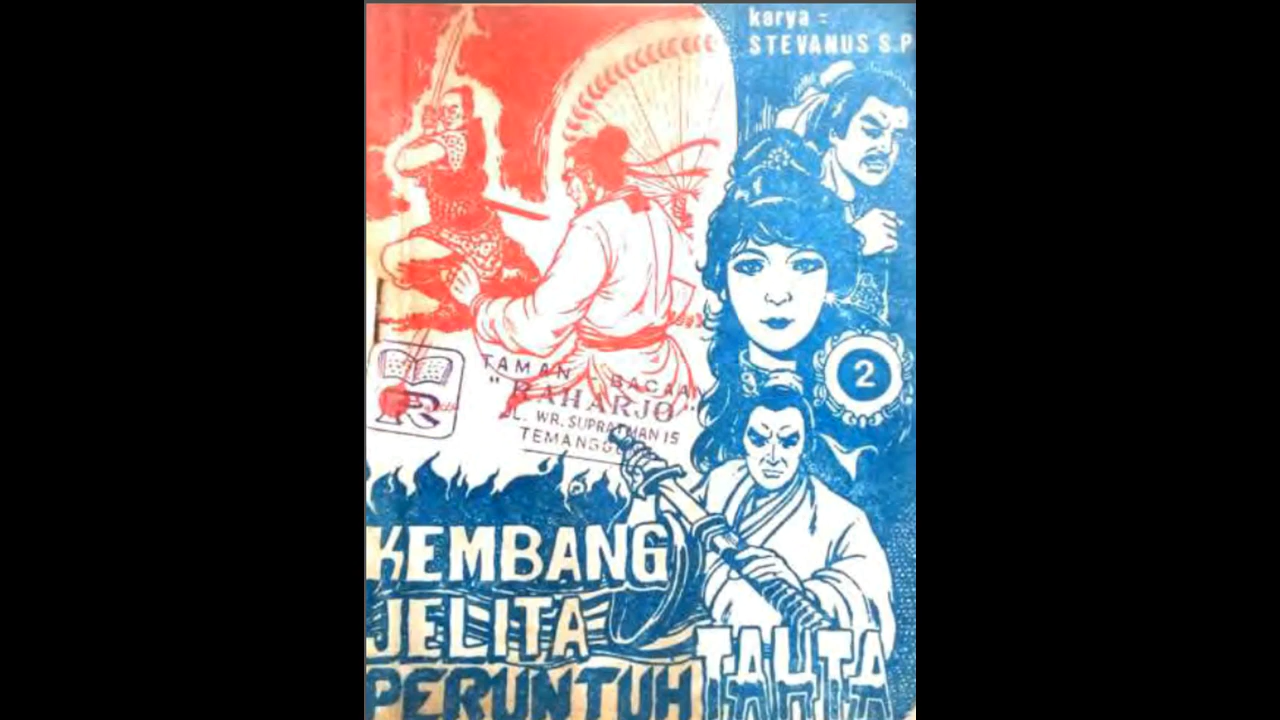 karya =
STEVANUS S.P
2
TAMAN BACAAN
"RAHARJO"
JL. WR. SUPRATMAN 15
R
KEMBANG
JELITA
PERUNTUH TAHTA